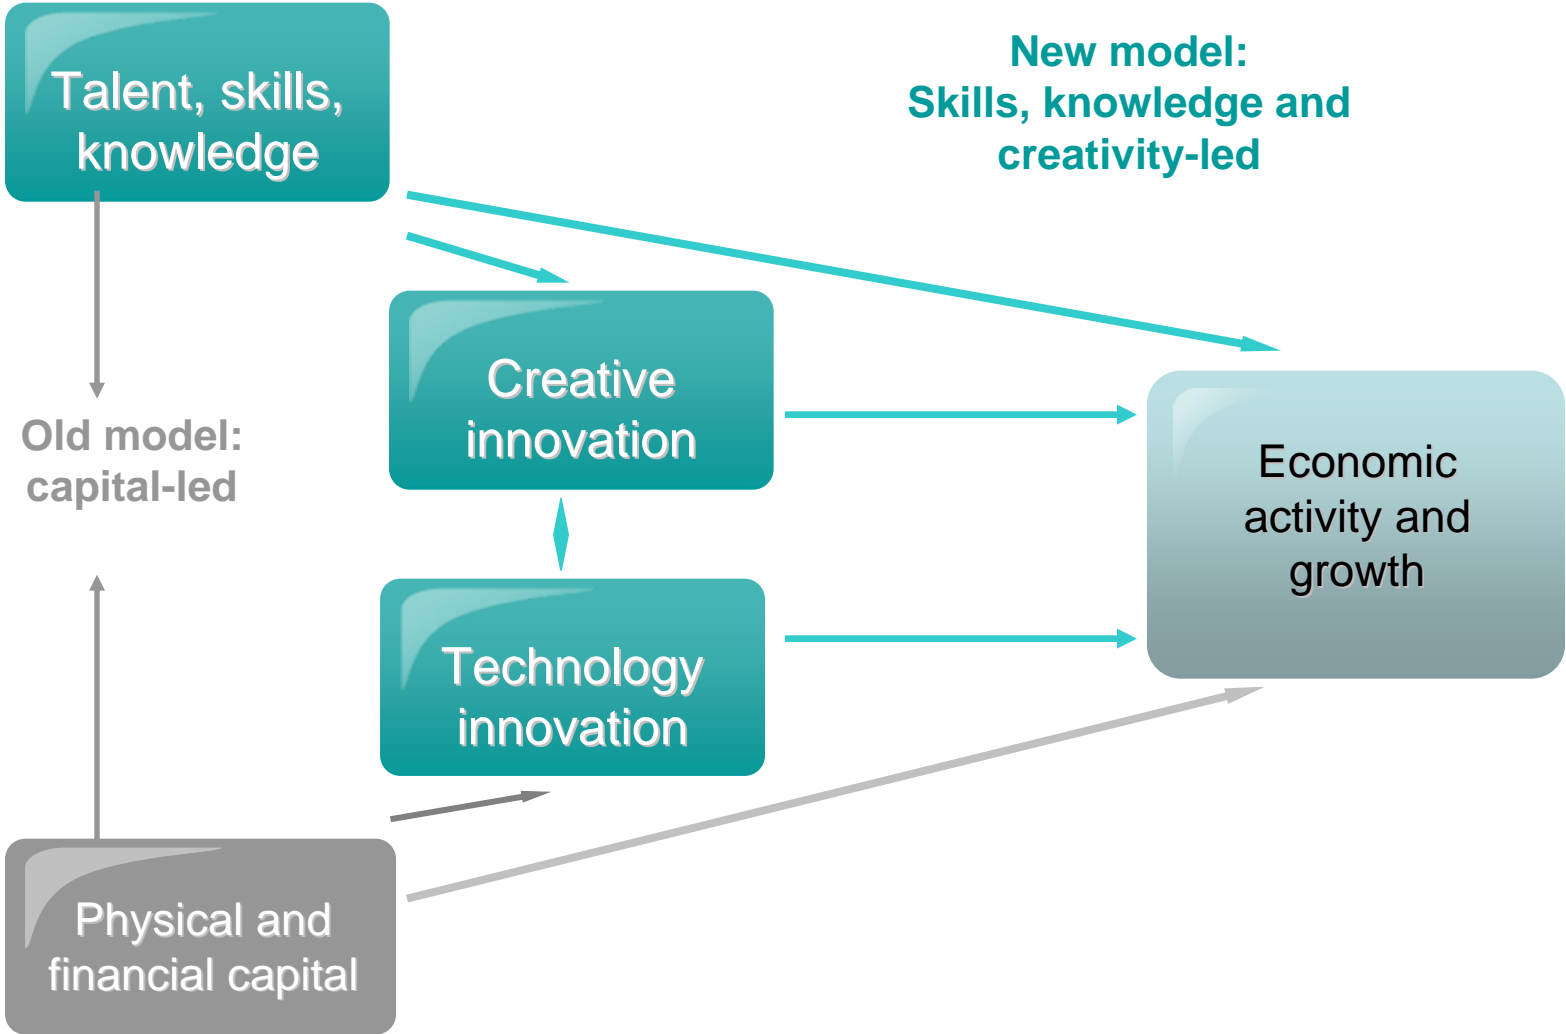 Talent, skills,
knowledge
New model:
Skills, knowledge and
creativity-led
Creative
innovation
Old model:
capital-led
Economic
activity and
growth
Technology
innovation
Physical and
financial capital